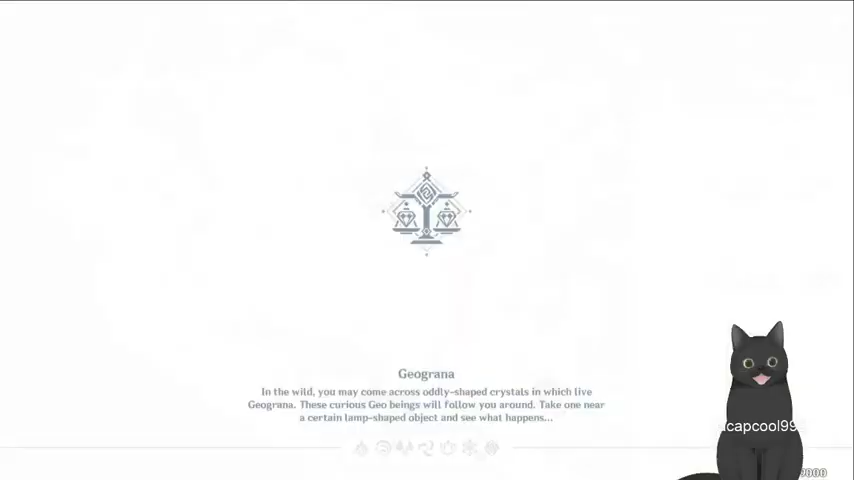 Geograna
In the wild, you may come across oddly-shaped crystals in which live
Geograna. These curious Geo beings will follow you around. Take one near
a certain lamp-shaped object and see what happens...